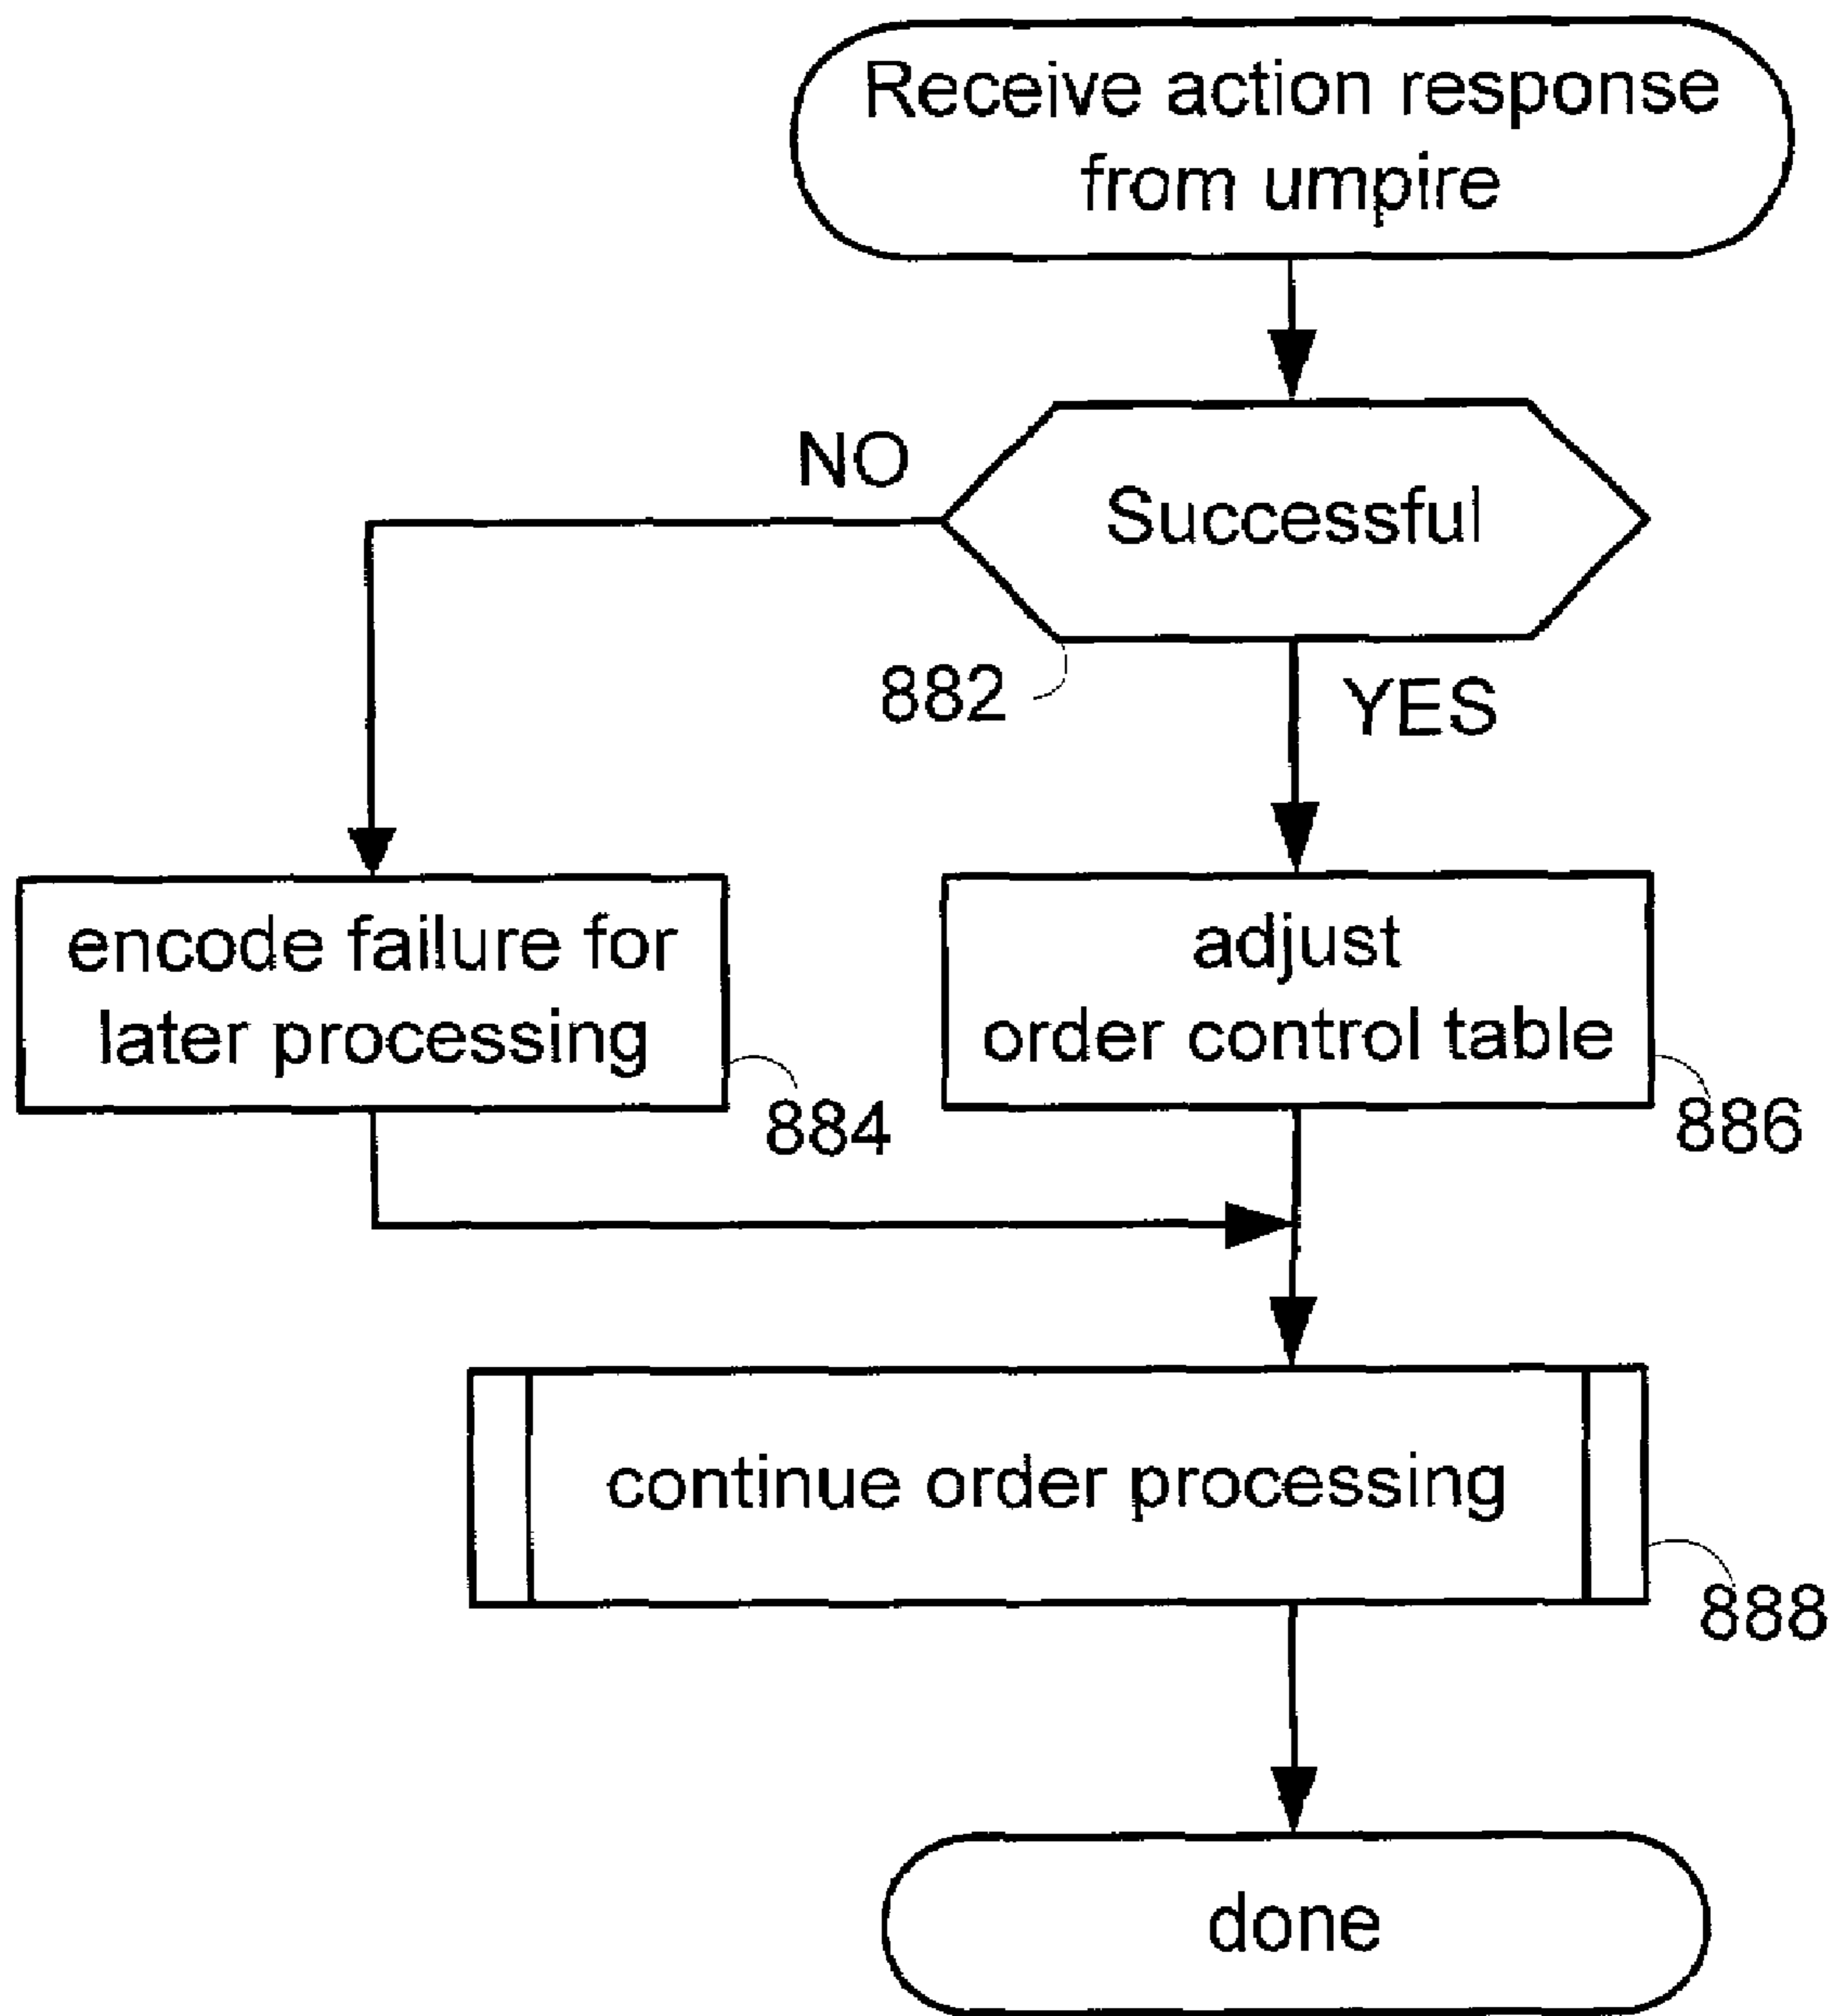 Receive action response
from umpire
NO
Successful
882
YES
encode failure for
later processing
884
adjust
order control table
886
continue order processing
888
done